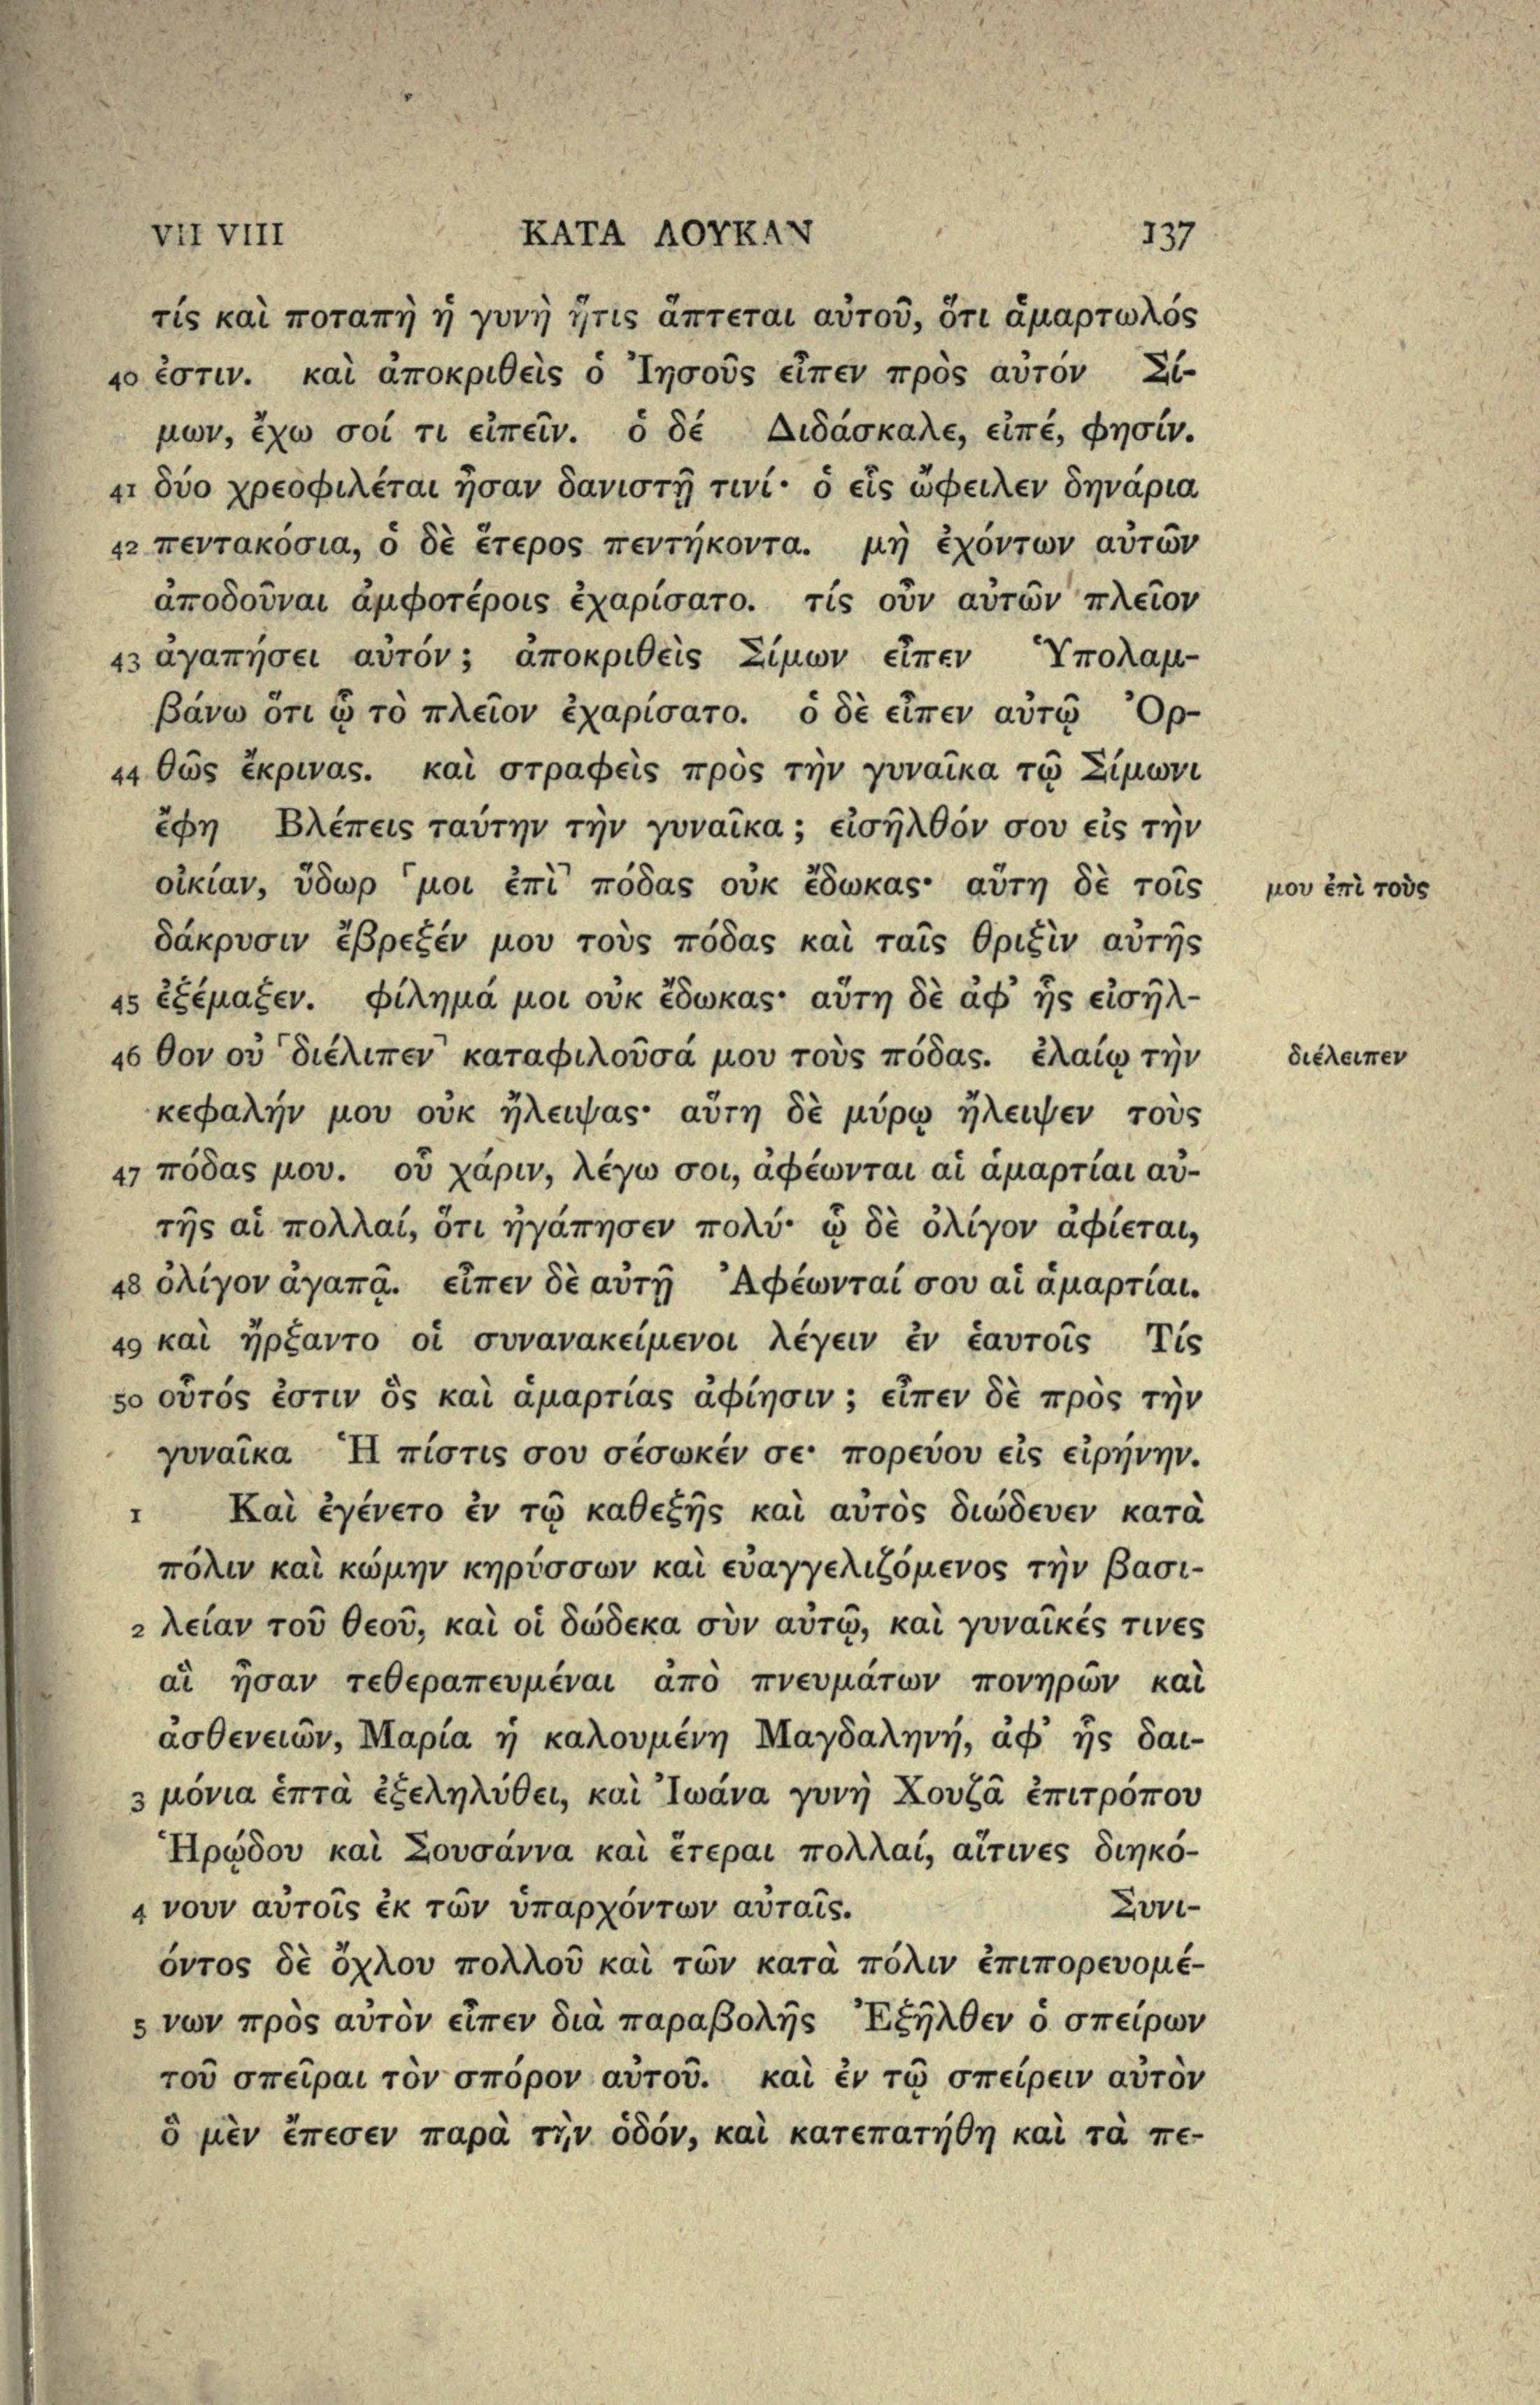 VII VIII ΚΑΤΑ ΛΟΥΚΑΝ 137
τίς καὶ ποταπὴ ἡ γυνὴ ἥτις ἅπτεται αὐτοῦ, ὅτι ἁμαρτωλός
40 ἐστιν. καὶ ἀποκριθεὶς ὁ Ἰησοῦς εἶπεν πρὸς αὐτόν Σί-
μων, ἔχω σοί τι εἰπεῖν. ὁ δέ Διδάσκαλε, εἰπέ, φησίν.
41 δύο χρεοφιλέται ἦσαν δανιστῇ τινί· ὁ εἷς ὤφειλεν δηνάρια
42 πεντακόσια, ὁ δὲ ἕτερος πεντήκοντα. μὴ ἐχόντων αὐτῶν
ἀποδοῦναι ἀμφοτέροις ἐχαρίσατο. τίς οὖν αὐτῶν πλεῖον
43 ἀγαπήσει αὐτόν; ἀποκριθεὶς Σίμων εἶπεν Ὑπολαμ-
βάνω ὅτι ᾧ τὸ πλεῖον ἐχαρίσατο. ὁ δὲ εἶπεν αὐτῷ Ὀρ-
44 θῶς ἔκρινας. καὶ στραφεὶς πρὸς τὴν γυναῖκα τῷ Σίμωνι
ἔφη Βλέπεις ταύτην τὴν γυναῖκα; εἰσῆλθόν σου εἰς τὴν
οἰκίαν, ὕδωρ ⌜μοι ἐπὶ⌝ πόδας οὐκ ἔδωκας· αὕτη δὲ τοῖς μου ἐπὶ τοὺς
δάκρυσιν ἔβρεξέν μου τοὺς πόδας καὶ ταῖς θριξὶν αὐτῆς
45 ἐξέμαξεν. φίλημά μοι οὐκ ἔδωκας· αὕτη δὲ ἀφ’ ἧς εἰσῆλ-
46 θον οὐ ⌜διέλιπεν⌝ καταφιλοῦσά μου τοὺς πόδας. ἐλαίῳ τὴν διέλειπεν
κεφαλήν μου οὐκ ἤλειψας· αὕτη δὲ μύρῳ ἤλειψεν τοὺς
47 πόδας μου. οὗ χάριν, λέγω σοι, ἀφέωνται αἱ ἁμαρτίαι αὐ-
τῆς αἱ πολλαί, ὅτι ἠγάπησεν πολύ· ᾧ δὲ ὀλίγον ἀφίεται,
48 ὀλίγον ἀγαπᾷ. εἶπεν δὲ αὐτῇ Ἀφέωνταί σου αἱ ἁμαρτίαι.
49 καὶ ἤρξαντο οἱ συνανακείμενοι λέγειν ἐν ἑαυτοῖς Τίς
50 οὗτός ἐστιν ὃς καὶ ἁμαρτίας ἀφίησιν; εἶπεν δὲ πρὸς τὴν
γυναῖκα Ἡ πίστις σου σέσωκέν σε· πορεύου εἰς εἰρήνην.
1 Καὶ ἐγένετο ἐν τῷ καθεξῆς καὶ αὐτὸς διώδευεν κατὰ
πόλιν καὶ κώμην κηρύσσων καὶ εὐαγγελιζόμενος τὴν βασι-
2 λείαν τοῦ θεοῦ, καὶ οἱ δώδεκα σὺν αὐτῷ, καὶ γυναῖκές τινες
αἳ ἦσαν τεθεραπευμέναι ἀπὸ πνευμάτων πονηρῶν καὶ
ἀσθενειῶν, Μαρία ἡ καλουμένη Μαγδαληνή, ἀφ’ ἧς δαι-
3 μόνια ἑπτὰ ἐξεληλύθει, καὶ Ἰωάνα γυνὴ Χουζᾶ ἐπιτρόπου
Ἡρῴδου καὶ Σουσάννα καὶ ἕτεραι πολλαί, αἵτινες διηκό-
4 νουν αὐτοῖς ἐκ τῶν ὑπαρχόντων αὐταῖς. Συνι-
όντος δὲ ὄχλου πολλοῦ καὶ τῶν κατὰ πόλιν ἐπιπορευομέ-
5 νων πρὸς αὐτὸν εἶπεν διὰ παραβολῆς Ἐξῆλθεν ὁ σπείρων
τοῦ σπεῖραι τὸν σπόρον αὐτοῦ. καὶ ἐν τῷ σπείρειν αὐτὸν
ὃ μὲν ἔπεσεν παρὰ τὴν ὁδόν, καὶ κατεπατήθη καὶ τὰ πε-